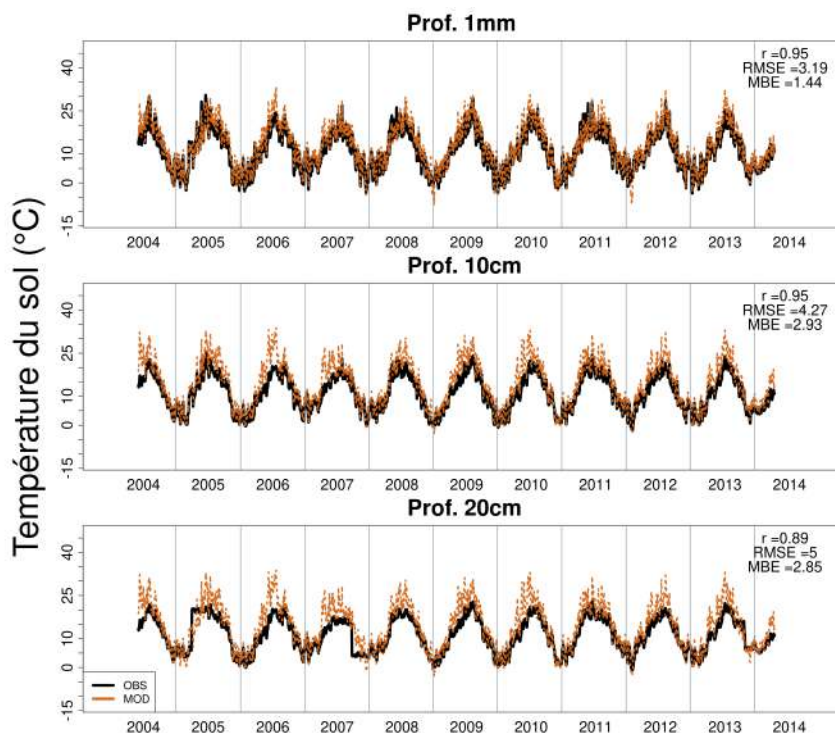 Prof. 1mm
r =0.95
RMSE =3.19
MBE =1.44
40
25
10
0
-15
2004 2005 2006 2007 2008 2009 2010 2011 2012 2013 2014
Température du sol (°C)
Prof. 10cm
r =0.95
RMSE =4.27
MBE =2.93
40
25
10
0
-15
2004 2005 2006 2007 2008 2009 2010 2011 2012 2013 2014
Prof. 20cm
r =0.89
RMSE =5
MBE =2.85
40
25
10
0
-15
OBS
MOD
2004 2005 2006 2007 2008 2009 2010 2011 2012 2013 2014